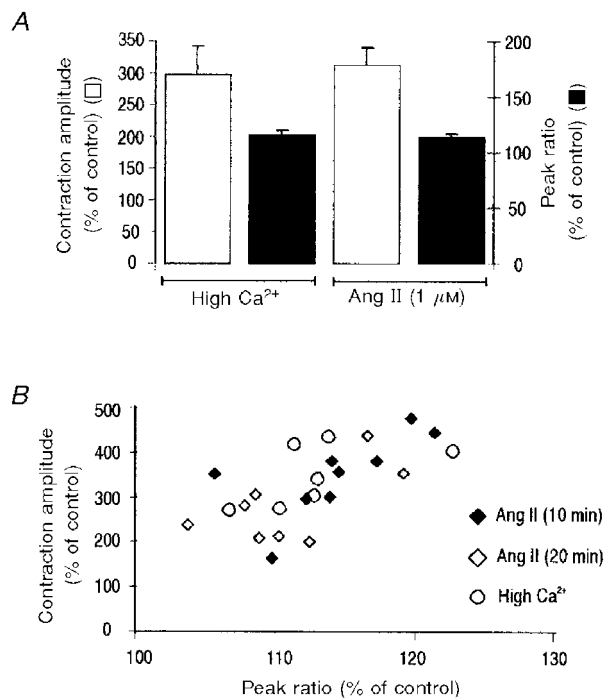 A
350
300
250
200
150
100
50
0
Contraction amplitude
(% of control) (□)
200
150
100
50
0
Peak ratio
(% of control) (■)
High Ca²⁺
Ang II (1 μM)
B
500
400
300
200
100
0
Contraction amplitude
(% of control)
Ang II (10 min)
Ang II (20 min)
High Ca²⁺
100
110
120
130
Peak ratio (% of control)